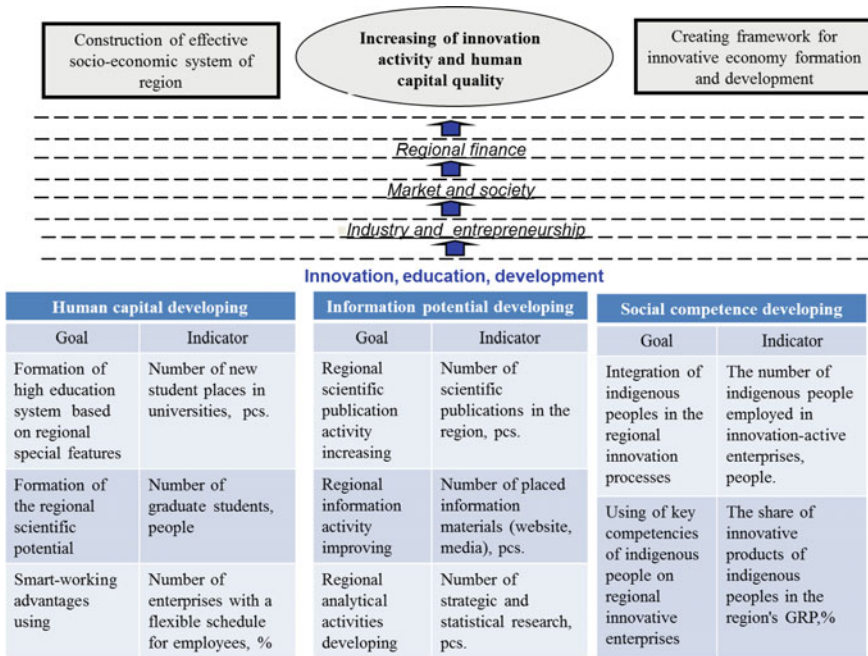 Construction of effective
socio-economic system of
region
Increasing of innovation
activity and human
capital quality
Creating framework for
innovative economy formation
and development
Regional finance
Market and society
Industry and entrepreneurship
Innovation, education, development
Human capital developing
Goal
Indicator
Formation of
high education
system based
on regional
special features
Number of new
student places in
universities, pcs.
Formation of
the regional
scientific
potential
Number of
graduate students,
people
Smart-working
advantages
using
Number of
enterprises with a
flexible schedule
for employees, %
Information potential developing
Goal
Indicator
Regional
scientific
publication
activity
increasing
Number of
scientific
publications in the
region, pcs.
Regional
information
activity
improving
Number of placed
information
materials (website,
media), pcs.
Regional
analytical
activities
developing
Number of
strategic and
statistical research,
pcs.
Social competence developing
Goal
Indicator
Integration of
indigenous
peoples in the
regional
innovation
processes
The number of
indigenous people
employed in
innovation-active
enterprises,
people.
Using of key
competencies
of indigenous
people on
regional
innovative
enterprises
The share of
innovative
products of
indigenous
peoples in the
region's GRP,%